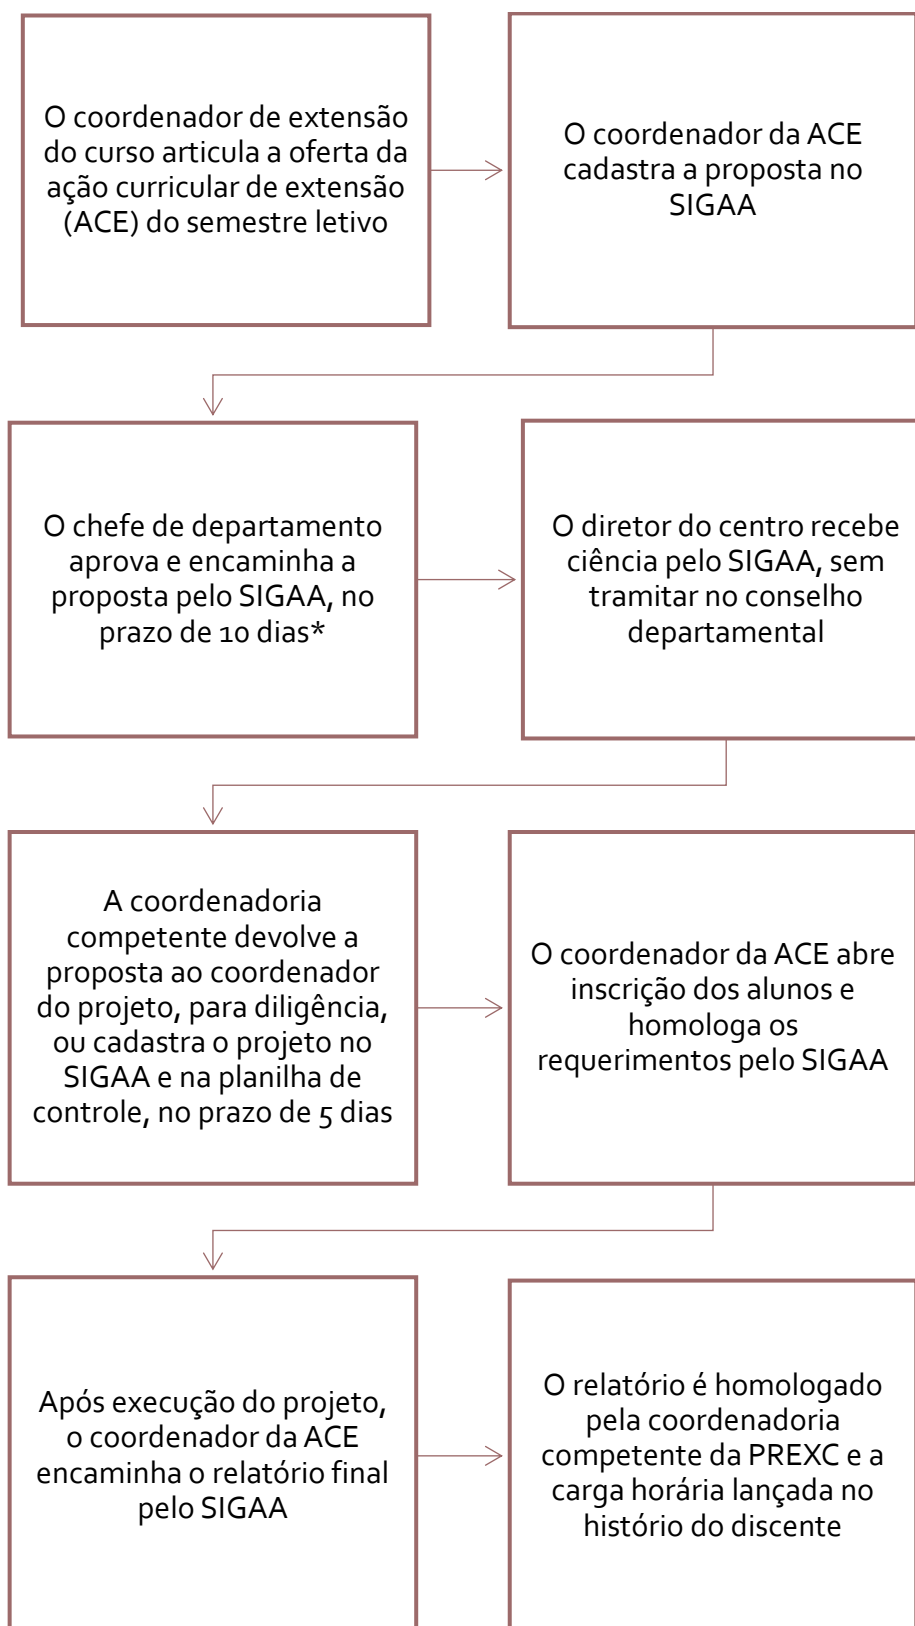 O coordenador de extensão
do curso articula a oferta da
ação curricular de extensão
(ACE) do semestre letivo
O coordenador da ACE
cadastra a proposta no
SIGAA
O chefe de departamento
aprova e encaminha a
proposta pelo SIGAA, no
prazo de 10 dias*
O diretor do centro recebe
ciência pelo SIGAA, sem
tramitar no conselho
departamental
A coordenadoria
competente devolve a
proposta ao coordenador
do projeto, para diligência,
ou cadastra o projeto no
SIGAA e na planilha de
controle, no prazo de 5 dias
O coordenador da ACE abre
inscrição dos alunos e
homologa os
requerimentos pelo SIGAA
Após execução do projeto,
o coordenador da ACE
encaminha o relatório final
pelo SIGAA
O relatório é homologado
pela coordenadoria
competente da PREXC e a
carga horária lançada no
histório do discente